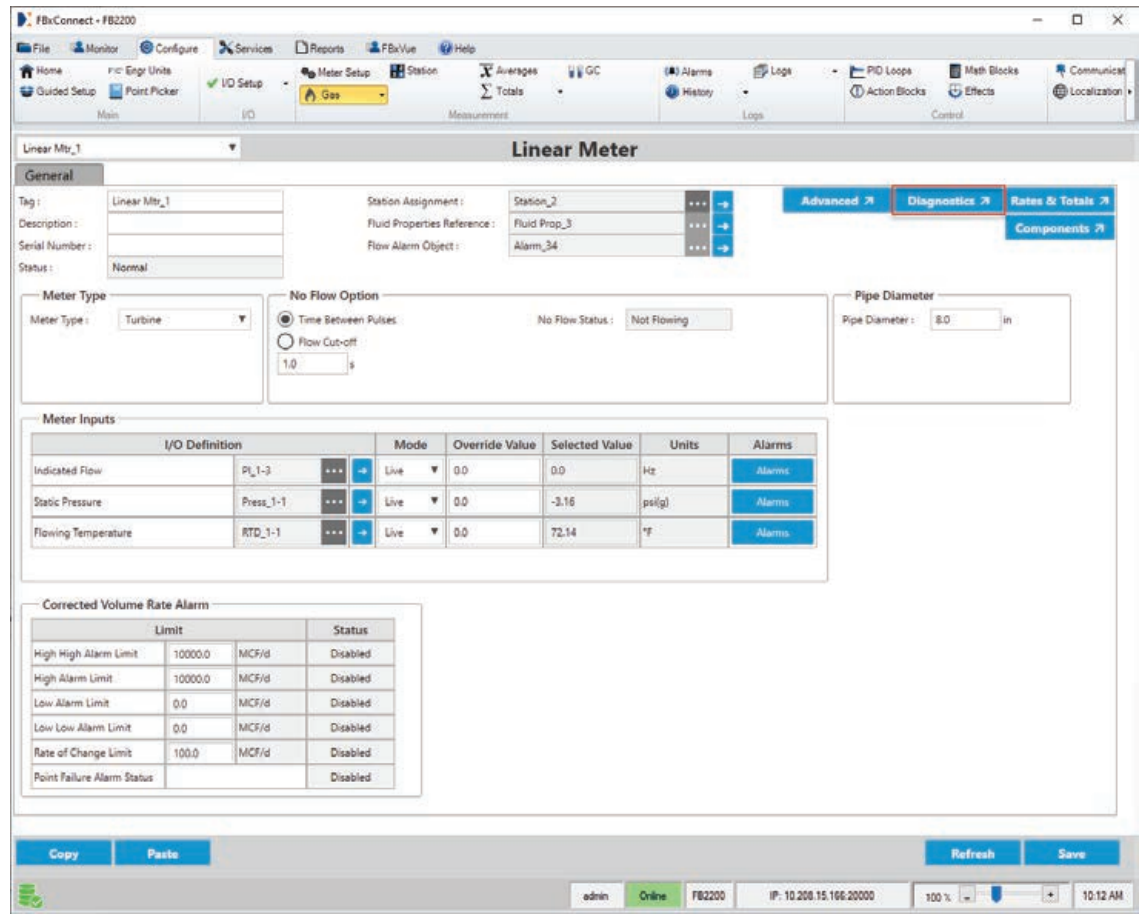 FBxConnect - FB2200
File Monitor Configure Services Reports FBxVue Help
Home Engr Units I/O Setup Meter Setup Station Averages GC Alarms Logs PID Loops Math Blocks Communicat
Guided Setup Point Picker Gas Totals History Action Blocks Effects Localization
Main I/O Measurement Logs Control
Linear Mtr_1 Linear Meter
General
Tag : Linear Mtr_1 Station Assignment : Station_2 Advanced Diagnostics Rates & Totals
Description : Fluid Properties Reference : Fluid Prop_3 Components
Serial Number : Flow Alarm Object : Alarm_34
Status : Normal
Meter Type No Flow Option Pipe Diameter
Meter Type : Turbine Time Between Pulses No Flow Status : Not Flowing Pipe Diameter : 8.0 in
Flow Cut-off
1.0 s
Meter Inputs
I/O Definition Mode Override Value Selected Value Units Alarms
Indicated Flow PI_1-3 Live 0.0 0.0 Hz Alarms
Static Pressure Press_1-1 Live 0.0 -3.16 psi(g) Alarms
Flowing Temperature RTD_1-1 Live 0.0 72.14 °F Alarms
Corrected Volume Rate Alarm
Limit Status
High High Alarm Limit 10000.0 MCF/d Disabled
High Alarm Limit 10000.0 MCF/d Disabled
Low Alarm Limit 0.0 MCF/d Disabled
Low Low Alarm Limit 0.0 MCF/d Disabled
Rate of Change Limit 100.0 MCF/d Disabled
Point Failure Alarm Status Disabled
Copy Paste Refresh Save
admin Online FB2200 IP: 10.208.15.166:20000 100 % - + 10:12 AM